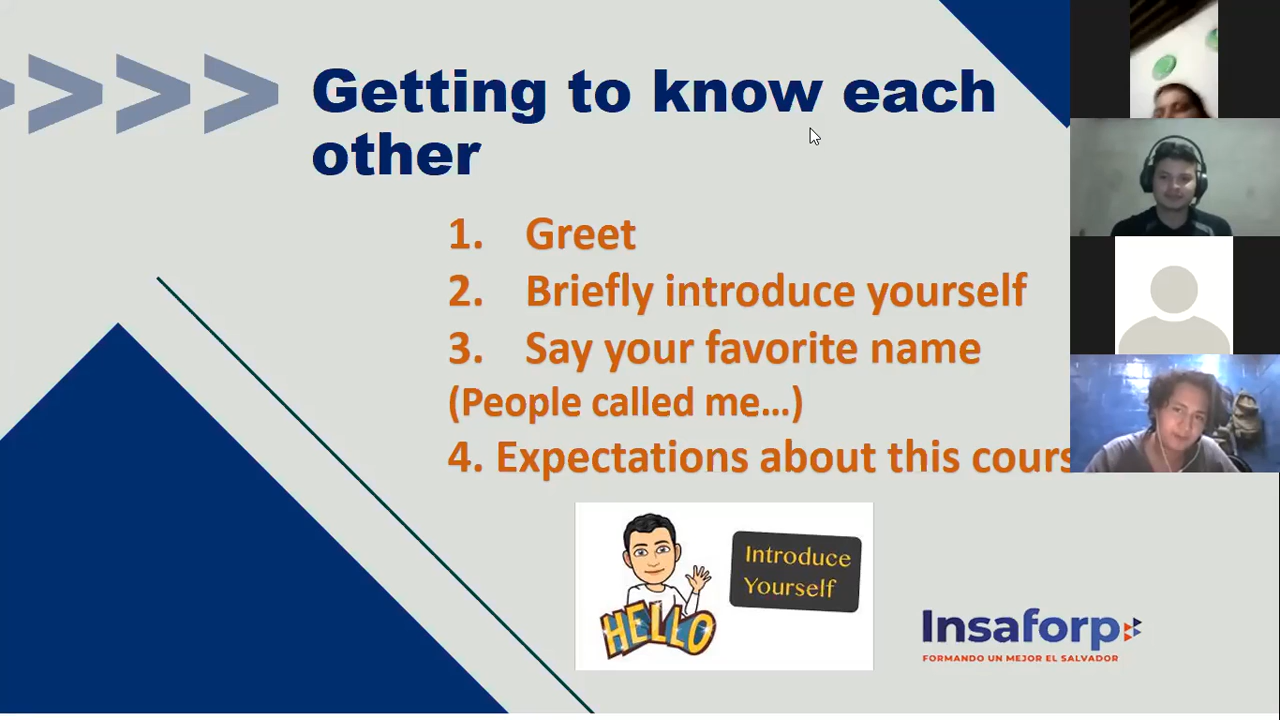 Getting to know each
other
1. Greet
2. Briefly introduce yourself
3. Say your favorite name
(People called me…)
4. Expectations about this cours
HELLO
Introduce
Yourself
Insaforp
FORMANDO UN MEJOR EL SALVADOR